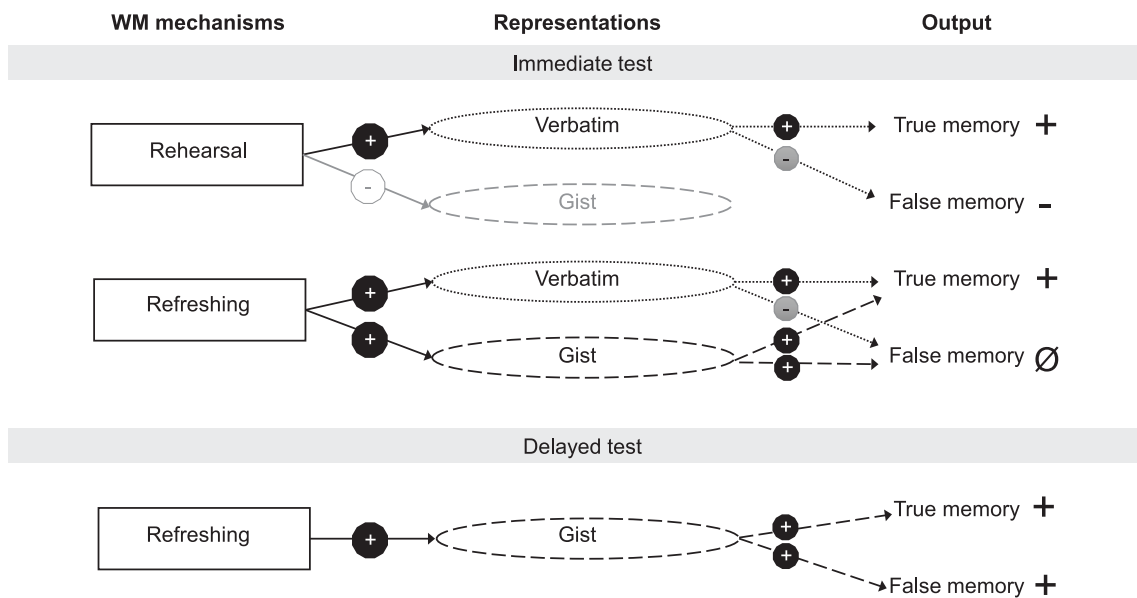 WM mechanisms Representations Output
Immediate test
Rehearsal + Verbatim + True memory +
- -
Gist False memory -
Refreshing + Verbatim + True memory +
-
+ Gist + False memory Ø
+
Delayed test
Refreshing + Gist + True memory +
+ False memory +